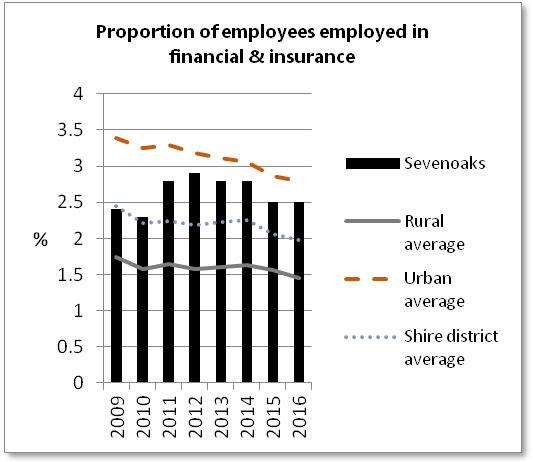 Proportion of employees employed in
financial & insurance
4
3.5
3
2.5
2
1.5
1
0.5
0
%
2009
2010
2011
2012
2013
2014
2015
2016
Sevenoaks
Rural
average
Urban
average
Shire district
average